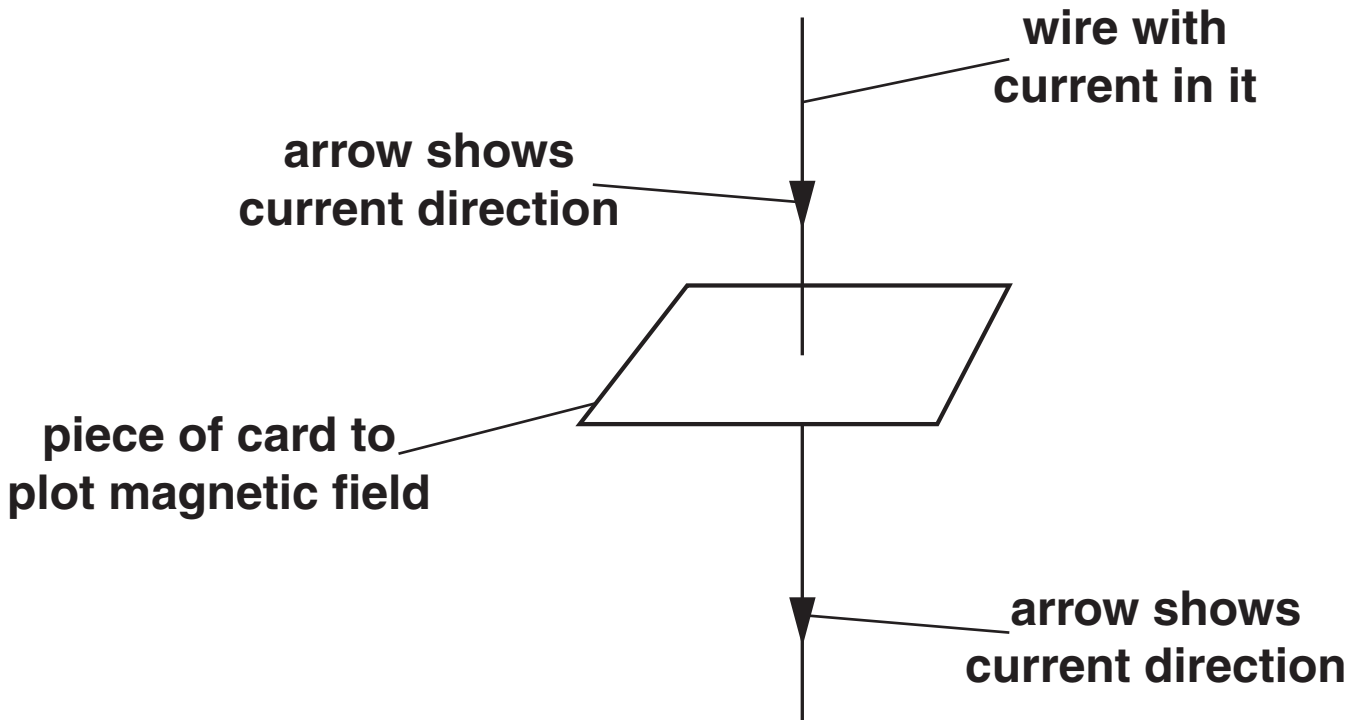 wire with
current in it
arrow shows
current direction
piece of card to
plot magnetic field
arrow shows
current direction